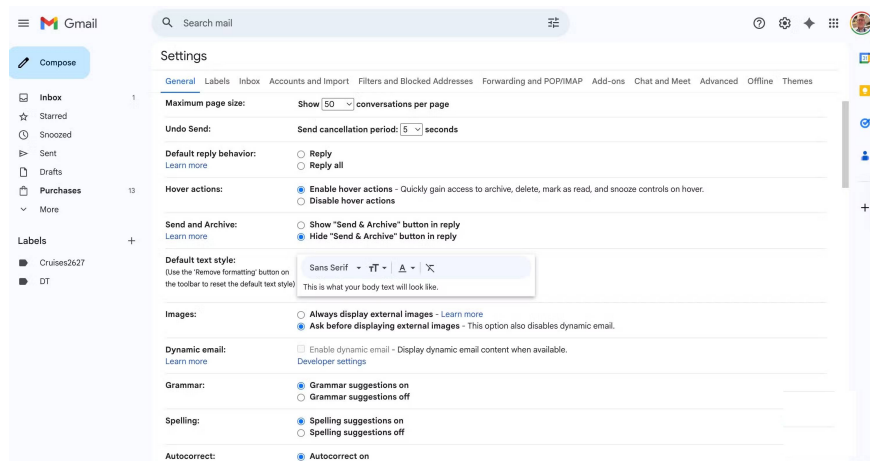 Gmail
Search mail
Settings
Compose
General Labels Inbox Accounts and Import Filters and Blocked Addresses Forwarding and POP/IMAP Add-ons Chat and Meet Advanced Offline Themes
Inbox 1
Starred
Snoozed
Sent
Drafts
Purchases 13
More
Labels
Cruises2627
DT
Maximum page size: Show 50 conversations per page
Undo Send: Send cancellation period: 5 seconds
Default reply behavior: Reply
Learn more Reply all
Hover actions: Enable hover actions - Quickly gain access to archive, delete, mark as read, and snooze controls on hover.
Disable hover actions
Send and Archive: Show "Send & Archive" button in reply
Learn more Hide "Send & Archive" button in reply
Default text style:
(Use the 'Remove formatting' button on
the toolbar to reset the default text style)
Sans Serif
This is what your body text will look like.
Images: Always display external images - Learn more
Ask before displaying external images - This option also disables dynamic email.
Dynamic email: Enable dynamic email - Display dynamic email content when available.
Learn more Developer settings
Grammar: Grammar suggestions on
Grammar suggestions off
Spelling: Spelling suggestions on
Spelling suggestions off
Autocorrect: Autocorrect on